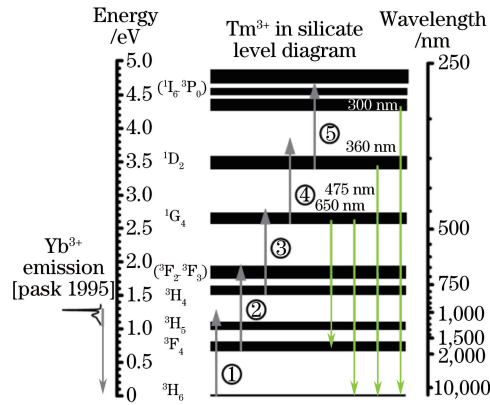 Energy
/eV
Tm³⁺ in silicate
level diagram
Wavelength
/nm
5.0
4.5
4.0
3.5
3.0
2.5
2.0
1.5
1.0
0.5
0
(¹I₆ ³P₀)
¹D₂
¹G₄
(³F₂ ³F₃)
³H₄
³H₅
³F₄
³H₆
300 nm
⑤
360 nm
④
475 nm
650 nm
③
②
①
250
500
750
1,000
1,500
2,000
10,000
Yb³⁺
emission
[pask 1995]